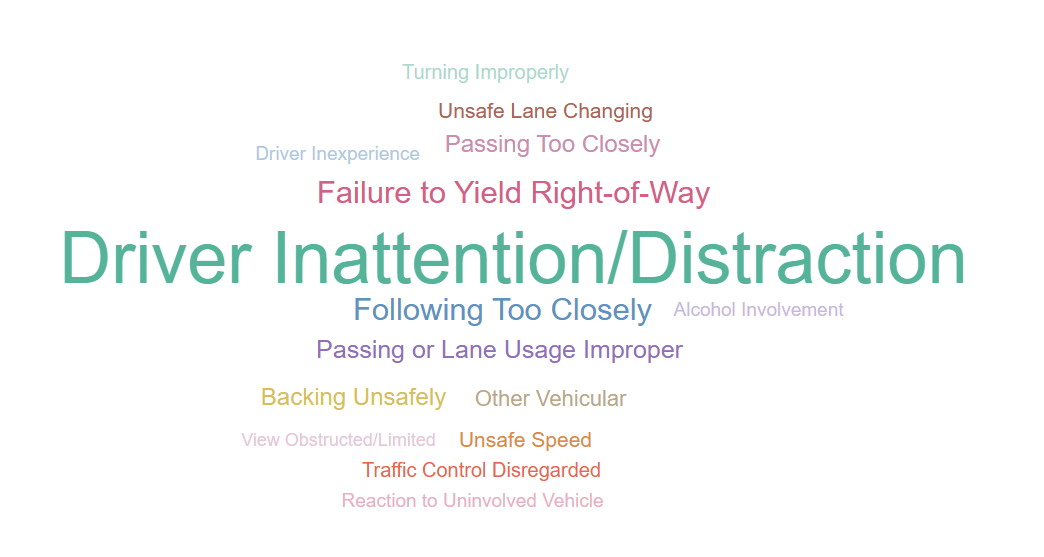 Turning Improperly
Unsafe Lane Changing
Passing Too Closely
Driver Inexperience
Failure to Yield Right-of-Way
Driver Inattention/Distraction
Following Too Closely
Alcohol Involvement
Passing or Lane Usage Improper
Backing Unsafely
Other Vehicular
View Obstructed/Limited
Unsafe Speed
Traffic Control Disregarded
Reaction to Uninvolved Vehicle